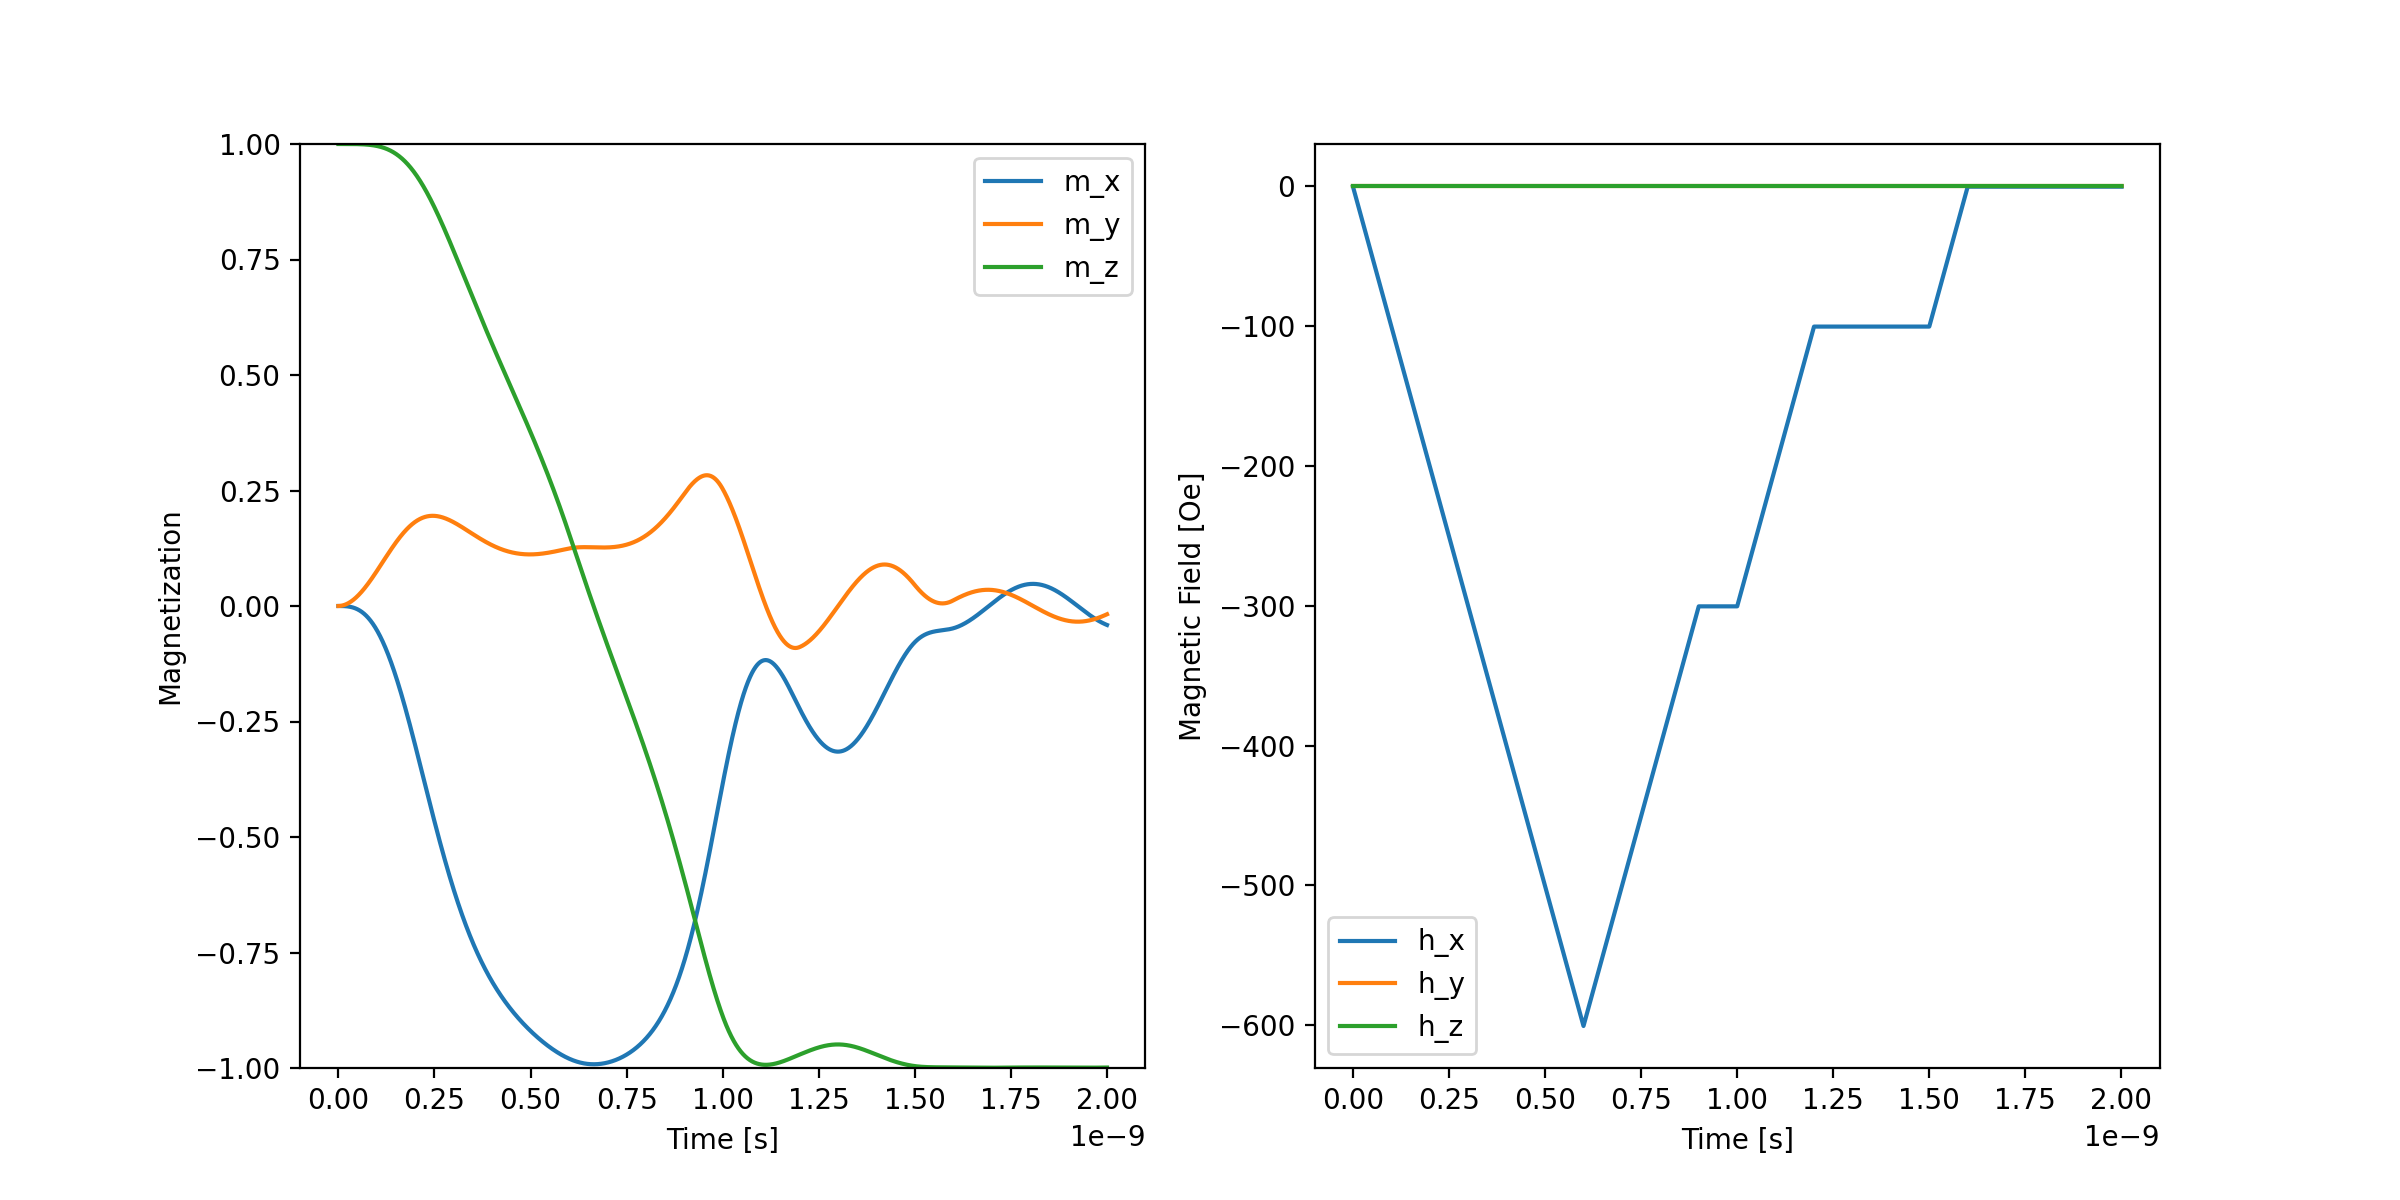 1.00
0.75
0.50
0.25
0.00
−0.25
−0.50
−0.75
−1.00
Magnetization
m_x
m_y
m_z
0.00 0.25 0.50 0.75 1.00 1.25 1.50 1.75 2.00
Time [s]
1e−9
0
−100
−200
−300
−400
−500
−600
Magnetic Field [Oe]
h_x
h_y
h_z
0.00 0.25 0.50 0.75 1.00 1.25 1.50 1.75 2.00
Time [s]
1e−9